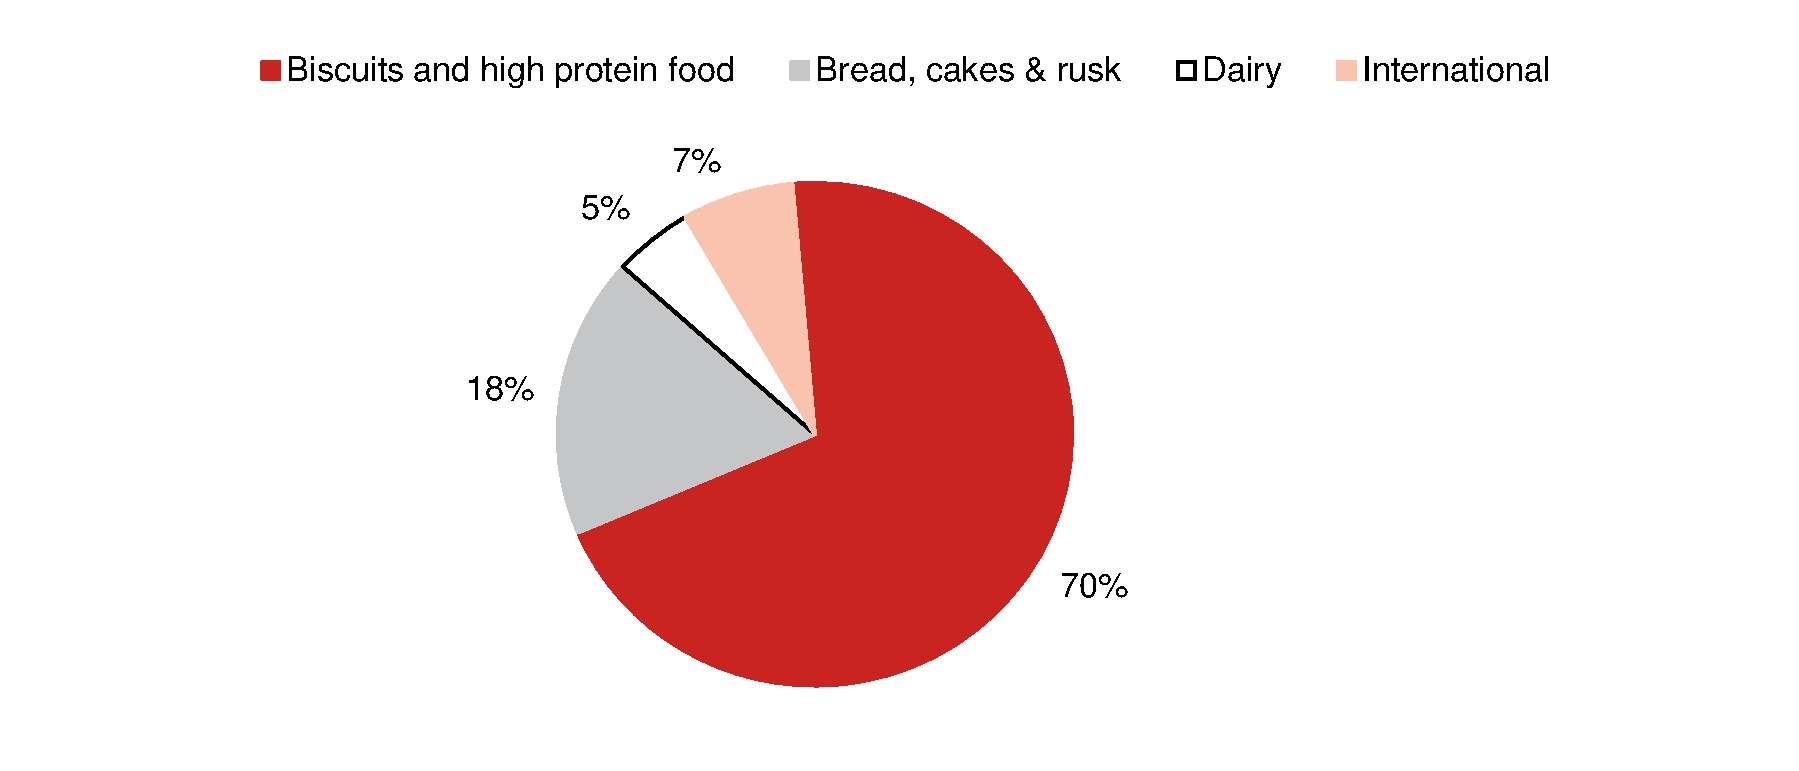 Biscuits and high protein food Bread, cakes & rusk Dairy International
7%
5%
18%
70%